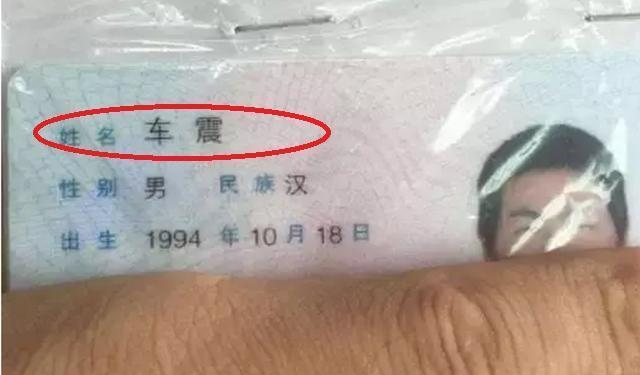 姓名 车震
性别 男 民族 汉
出生 1994 年 10 月 18 日